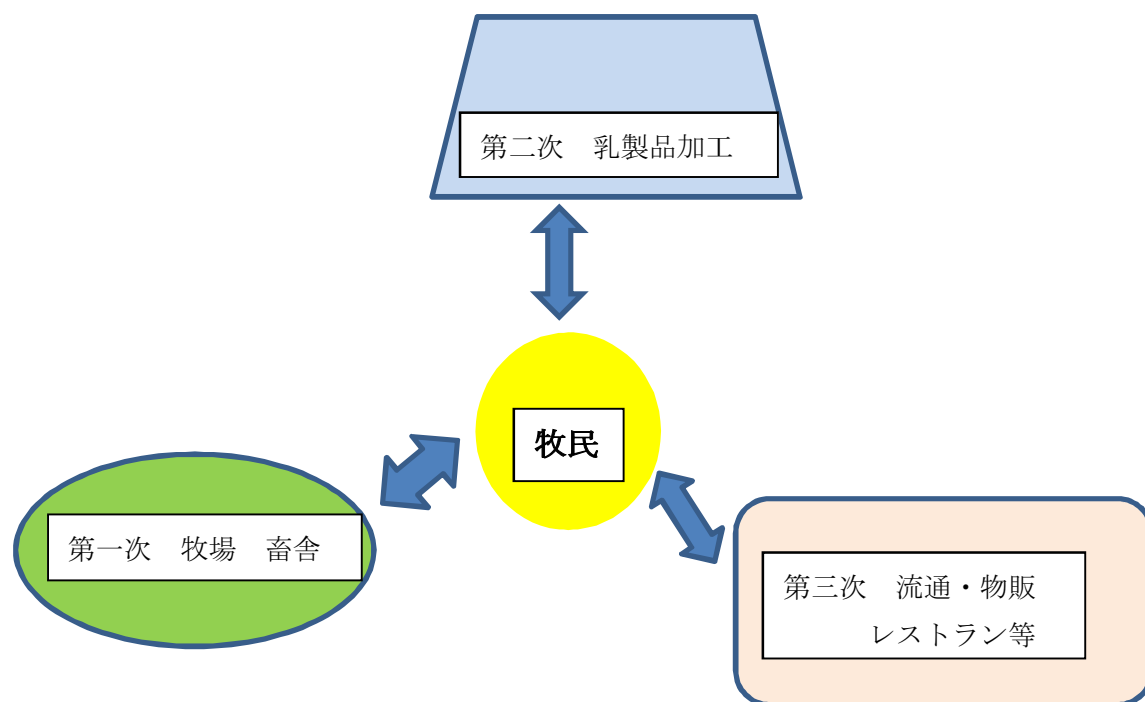 第二次　乳製品加工
牧民
第一次　牧場　畜舎
第三次　流通・物販
レストラン等